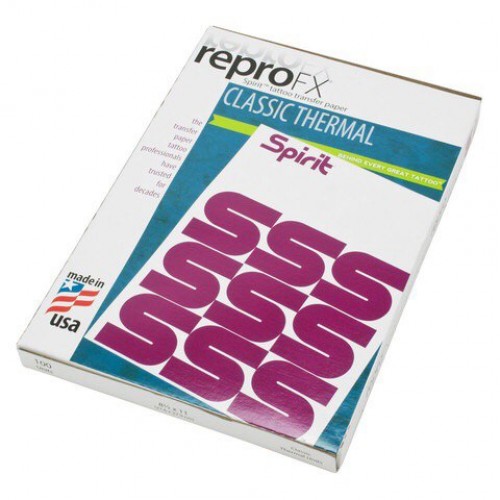 reproFX
Spirit™ tattoo transfer paper
CLASSIC THERMAL
Spirit
BEHIND EVERY GREAT TATTOO
the
transfer
paper
tattoo
professionals
have
trusted
for
decades
made in
usa
100
8½ x 11